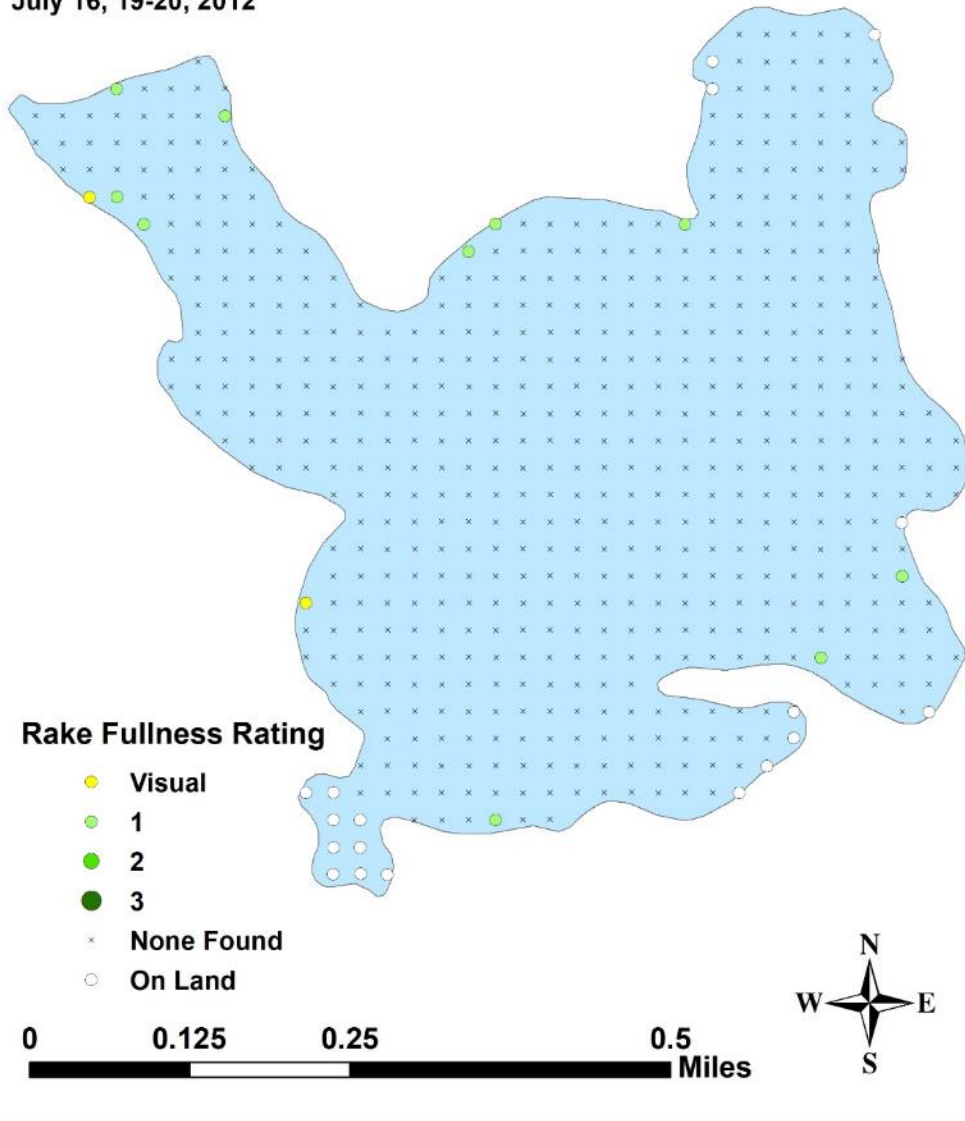 July 16, 19-20, 2012
Rake Fullness Rating
Visual
1
2
3
None Found
On Land
N
W E
S
0 0.125 0.25 0.5
Miles